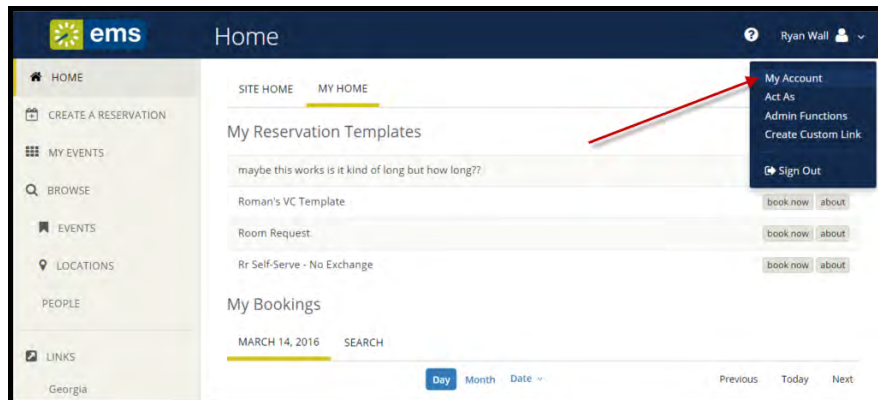 ems
Home
Ryan Wall
HOME
CREATE A RESERVATION
MY EVENTS
BROWSE
EVENTS
LOCATIONS
PEOPLE
LINKS
Georgia
SITE HOME MY HOME
My Reservation Templates
maybe this works is it kind of long but how long??
Roman's VC Template book now about
Room Request book now about
Rr Self-Serve - No Exchange book now about
My Bookings
MARCH 14, 2016 SEARCH
Day Month Date Previous Today Next
My Account
Act As
Admin Functions
Create Custom Link
Sign Out